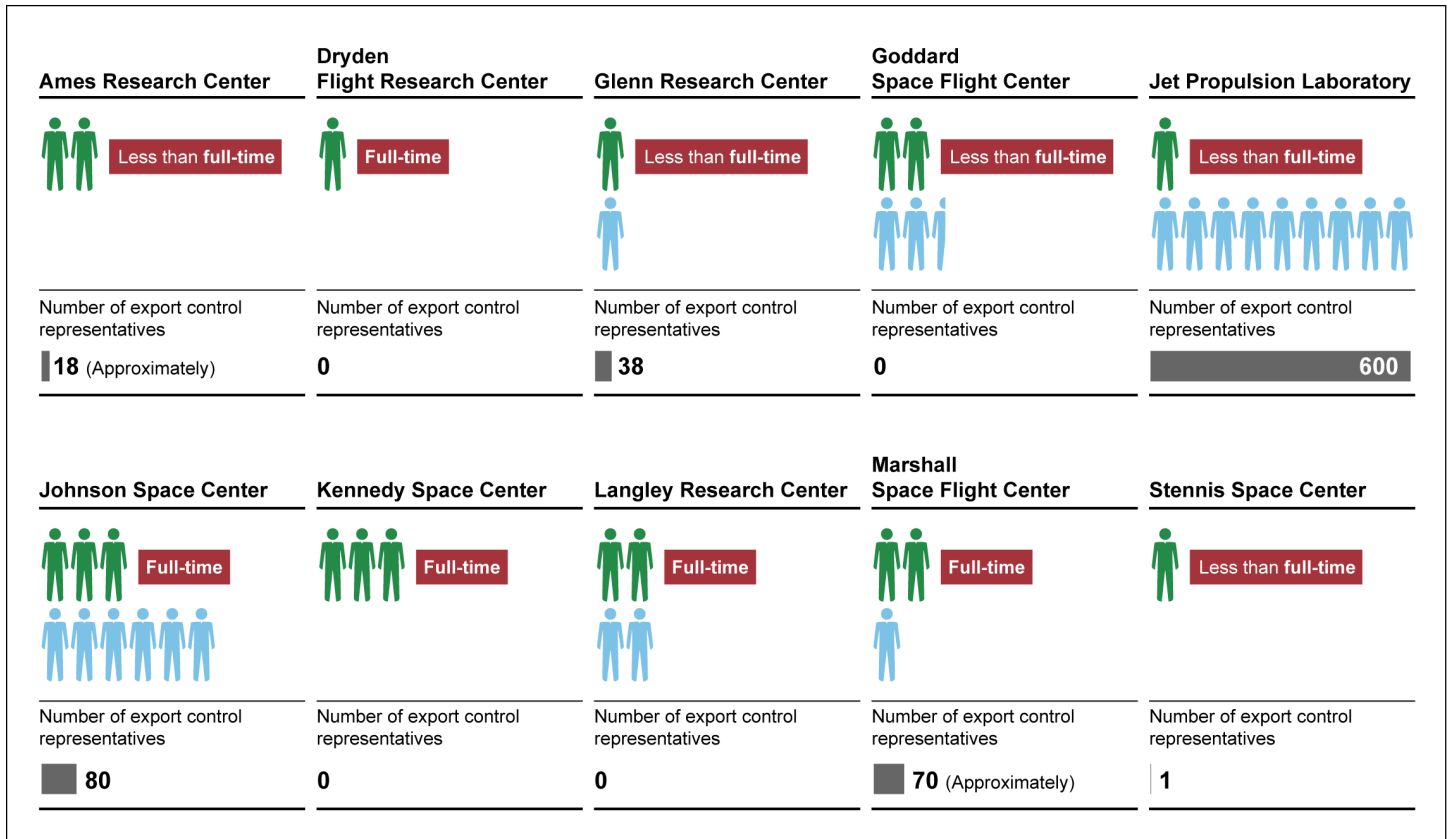 Ames Research Center
Less than full-time
Number of export control
representatives
18 (Approximately)
Dryden
Flight Research Center
Full-time
Number of export control
representatives
0
Glenn Research Center
Less than full-time
Number of export control
representatives
38
Goddard
Space Flight Center
Less than full-time
Number of export control
representatives
0
Jet Propulsion Laboratory
Less than full-time
Number of export control
representatives
600
Johnson Space Center
Full-time
Number of export control
representatives
80
Kennedy Space Center
Full-time
Number of export control
representatives
0
Langley Research Center
Full-time
Number of export control
representatives
0
Marshall
Space Flight Center
Full-time
Number of export control
representatives
70 (Approximately)
Stennis Space Center
Less than full-time
Number of export control
representatives
1